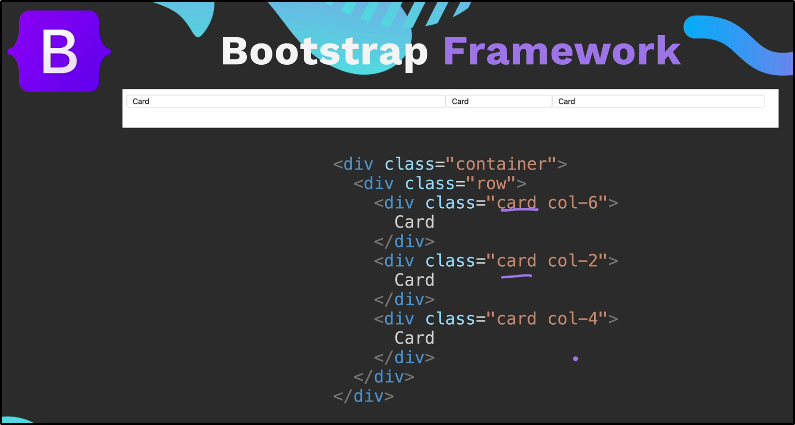 B
Bootstrap Framework
Card Card Card
<div class="container">
<div class="row">
<div class="card col-6">
Card
</div>
<div class="card col-2">
Card
</div>
<div class="card col-4">
Card
</div>
</div>
</div>